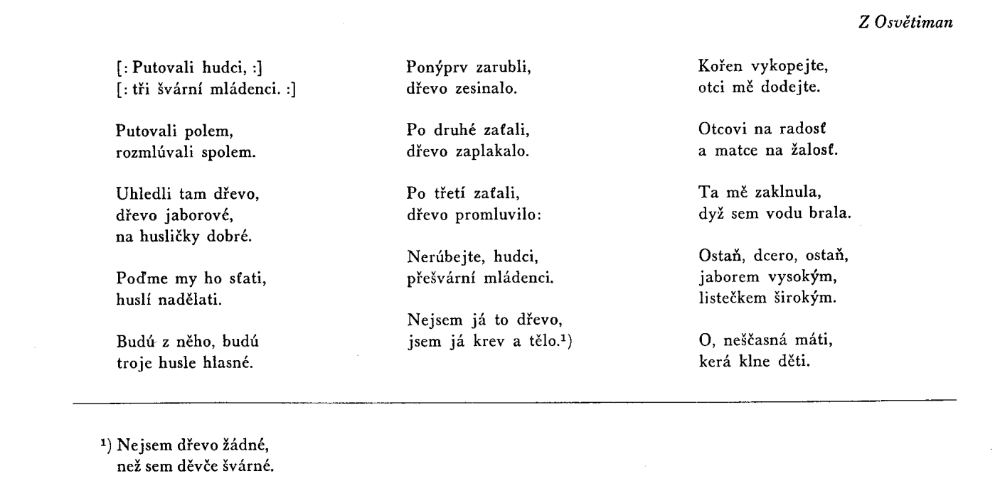 Z Osvětiman
[: Putovali hudci, :]
[: tři švární mládenci. :]
Putovali polem,
rozmlúvali spolem.
Uhledli tam dřevo,
dřevo jaborové,
na husličky dobré.
Poďme my ho sťati,
huslí nadělati.
Budú z něho, budú
troje husle hlasné.
Ponýprv zarubli,
dřevo zesinalo.
Po druhé zaťali,
dřevo zaplakalo.
Po třetí zaťali,
dřevo promluvilo:
Nerúbejte, hudci,
přešvární mládenci.
Nejsem já to dřevo,
jsem já krev a tělo.¹)
Kořen vykopejte,
otci mě dodejte.
Otcovi na radosť
a matce na žalosť.
Ta mě zaklnula,
dyž sem vodu brala.
Ostaň, dcero, ostaň,
jaborem vysokým,
listečkem širokým.
O, neščasná máti,
kerá klne děti.
¹) Nejsem dřevo žádné,
než sem děvče švárné.